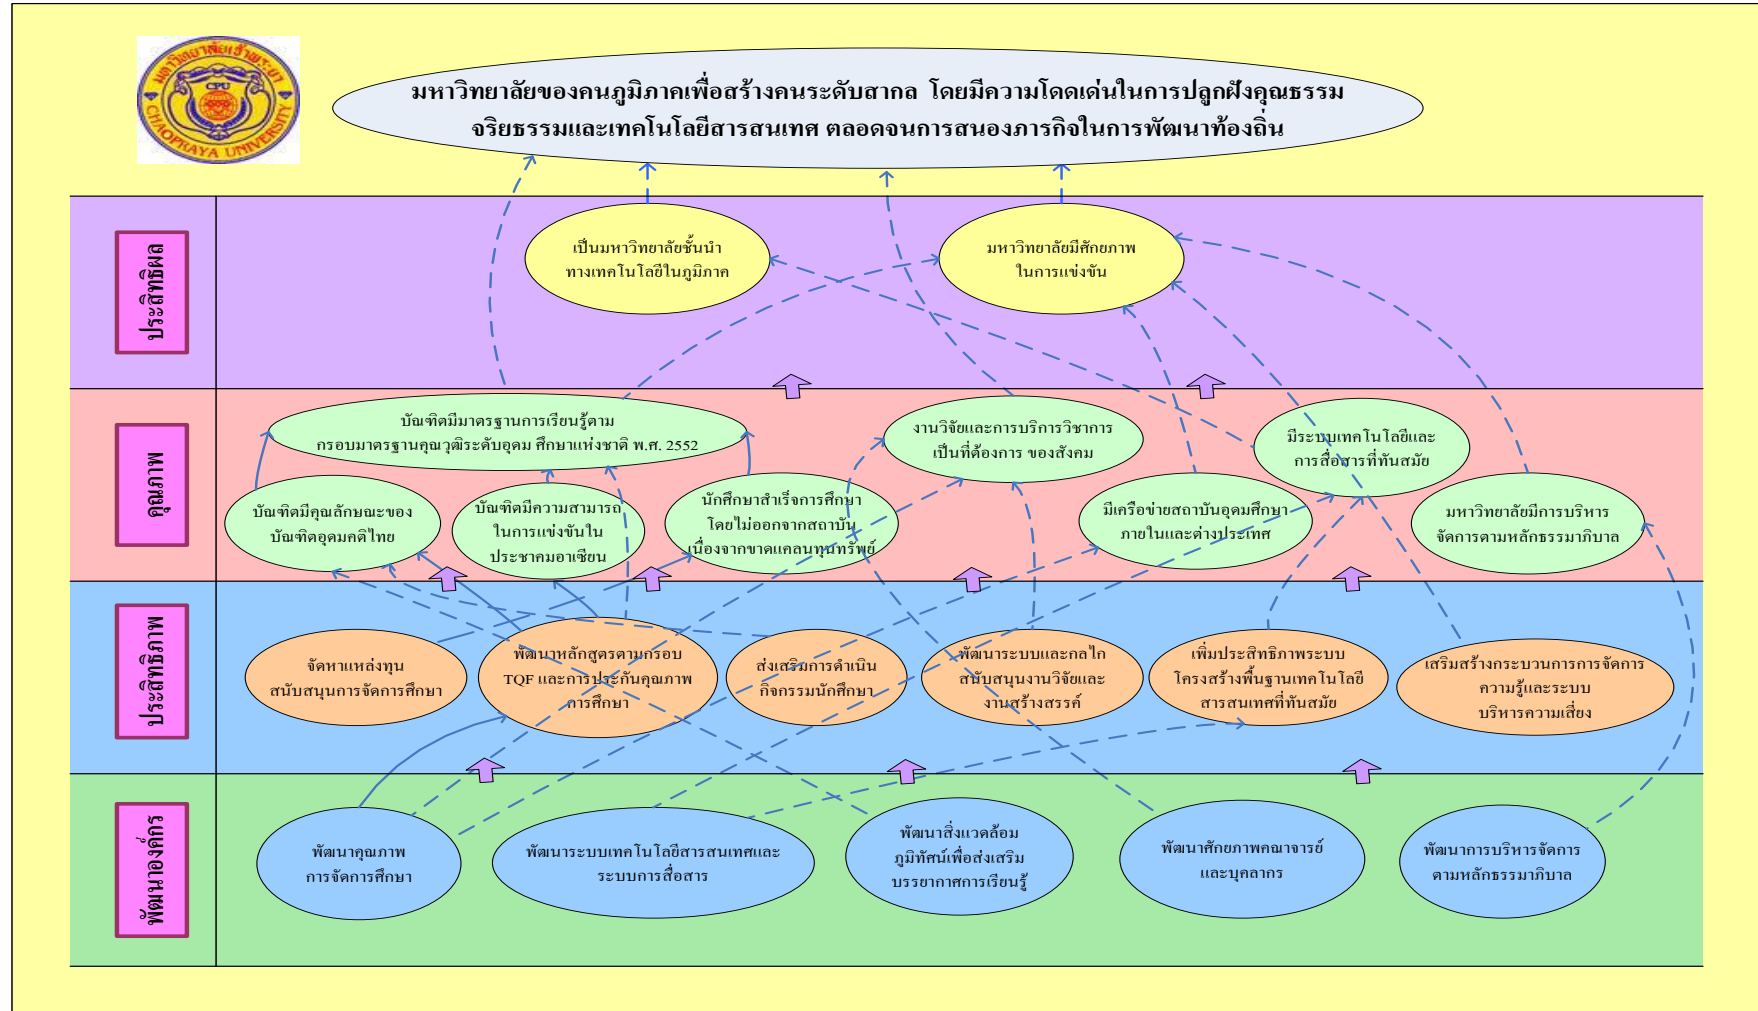 มหาวิทยาลัยเจ้าพระยา
CPU
CHAOPRAYA UNIVERSITY
มหาวิทยาลัยของคนภูมิภาคเพื่อสร้างคนระดับสากล โดยมีความโดดเด่นในการปลูกฝังคุณธรรม
จริยธรรมและเทคโนโลยีสารสนเทศ ตลอดจนการสนองภารกิจในการพัฒนาท้องถิ่น
ประสิทธิผล
เป็นมหาวิทยาลัยชั้นนำ
ทางเทคโนโลยีในภูมิภาค
มหาวิทยาลัยมีศักยภาพ
ในการแข่งขัน
คุณภาพ
บัณฑิตมีมาตรฐานการเรียนรู้ตาม
กรอบมาตรฐานคุณวุฒิระดับอุดม ศึกษาแห่งชาติ พ.ศ. 2552
งานวิจัยและการบริการวิชาการ
เป็นที่ต้องการ ของสังคม
มีระบบเทคโนโลยีและ
การสื่อสารที่ทันสมัย
บัณฑิตมีคุณลักษณะของ
บัณฑิตอุดมคติไทย
บัณฑิตมีความสามารถ
ในการแข่งขันใน
ประชาคมอาเซียน
นักศึกษาสำเร็จการศึกษา
โดยไม่ออกจากสถาบัน
เนื่องจากขาดแคลนทุนทรัพย์
มีเครือข่ายสถาบันอุดมศึกษา
ภายในและต่างประเทศ
มหาวิทยาลัยมีการบริหาร
จัดการตามหลักธรรมาภิบาล
ประสิทธิภาพ
จัดหาแหล่งทุน
สนับสนุนการจัดการศึกษา
พัฒนาหลักสูตรตามกรอบ
TQF และการประกันคุณภาพ
การศึกษา
ส่งเสริมการดำเนิน
กิจกรรมนักศึกษา
พัฒนาระบบและกลไก
สนับสนุนงานวิจัยและ
งานสร้างสรรค์
เพิ่มประสิทธิภาพระบบ
โครงสร้างพื้นฐานเทคโนโลยี
สารสนเทศที่ทันสมัย
เสริมสร้างกระบวนการการจัดการ
ความรู้และระบบ
บริหารความเสี่ยง
พัฒนาองค์กร
พัฒนาคุณภาพ
การจัดการศึกษา
พัฒนาระบบเทคโนโลยีสารสนเทศและ
ระบบการสื่อสาร
พัฒนาสิ่งแวดล้อม
ภูมิทัศน์เพื่อส่งเสริม
บรรยากาศการเรียนรู้
พัฒนาศักยภาพคณาจารย์
และบุคลากร
พัฒนาการบริหารจัดการ
ตามหลักธรรมาภิบาล